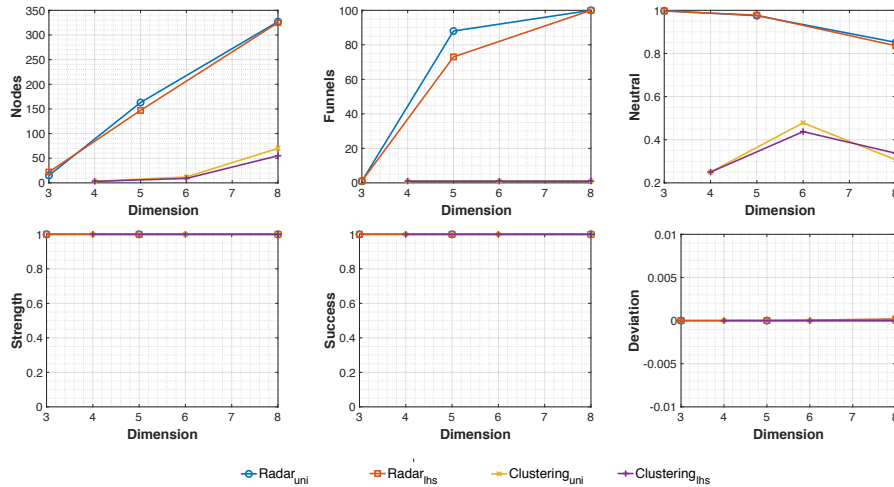 350
300
250
200
150
100
50
0
Nodes
3 4 5 6 7 8
Dimension
100
80
60
40
20
0
Funnels
3 4 5 6 7 8
Dimension
1
0.8
0.6
0.4
0.2
Neutral
3 4 5 6 7 8
Dimension
1
0.8
0.6
0.4
0.2
0
Strength
3 4 5 6 7 8
Dimension
1
0.8
0.6
0.4
0.2
0
Success
3 4 5 6 7 8
Dimension
0.01
0.005
0
-0.005
-0.01
Deviation
3 4 5 6 7 8
Dimension
Radar_uni Radar_lhs Clustering_uni Clustering_lhs